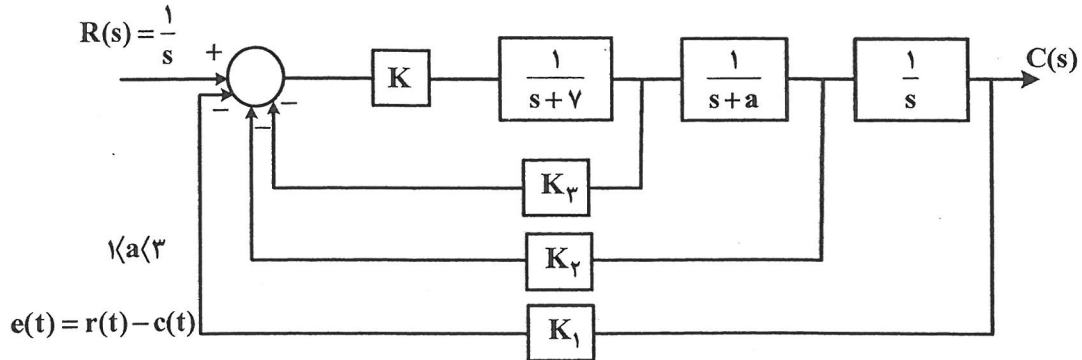 R(s) = ۱/s
+
−
−
−
K
۱/(s+۷)
۱/(s+a)
۱/s
C(s)
K۳
K۲
K۱
۱⟨a⟨۳
e(t) = r(t) − c(t)